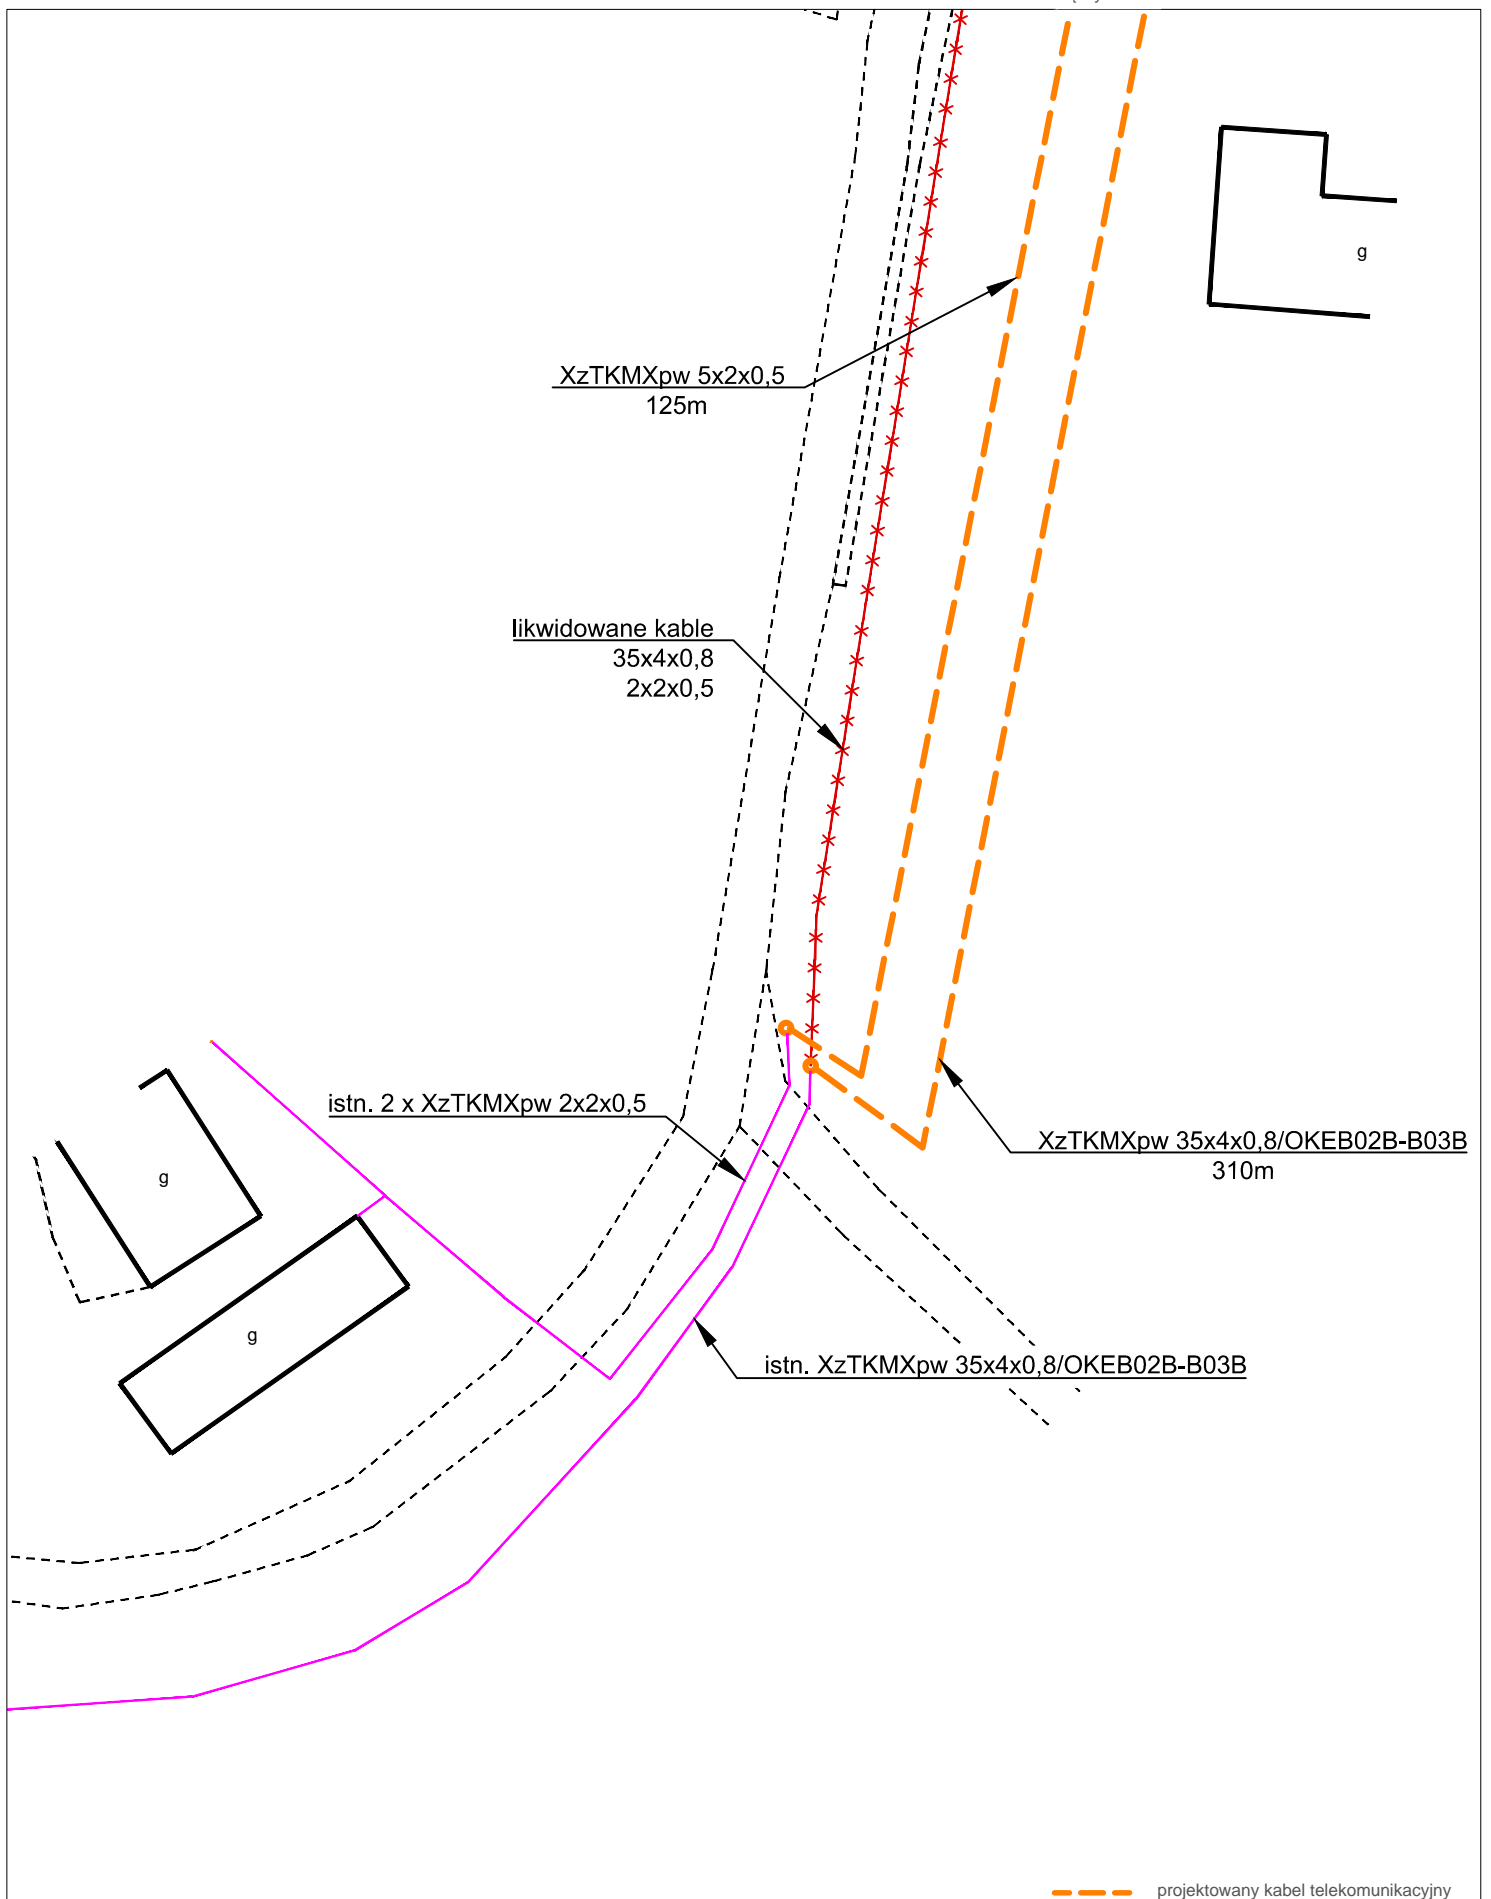 g
XzTKMXpw 5x2x0,5
125m
likwidowane kable
35x4x0,8
2x2x0,5
istn. 2 x XzTKMXpw 2x2x0,5
XzTKMXpw 35x4x0,8/OKEB02B-B03B
310m
g
g
istn. XzTKMXpw 35x4x0,8/OKEB02B-B03B
projektowany kabel telekomunikacyjny